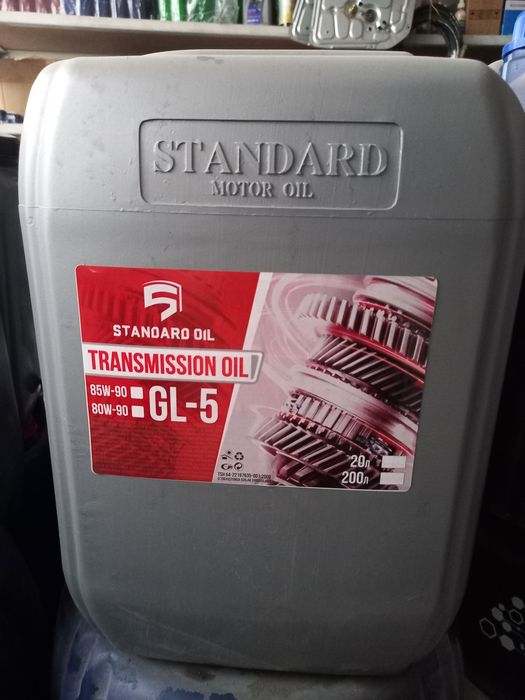 STANDARD
MOTOR OIL
STANDARD OIL
TRANSMISSION OIL
85W-90
80W-90
GL-5
20л
200л